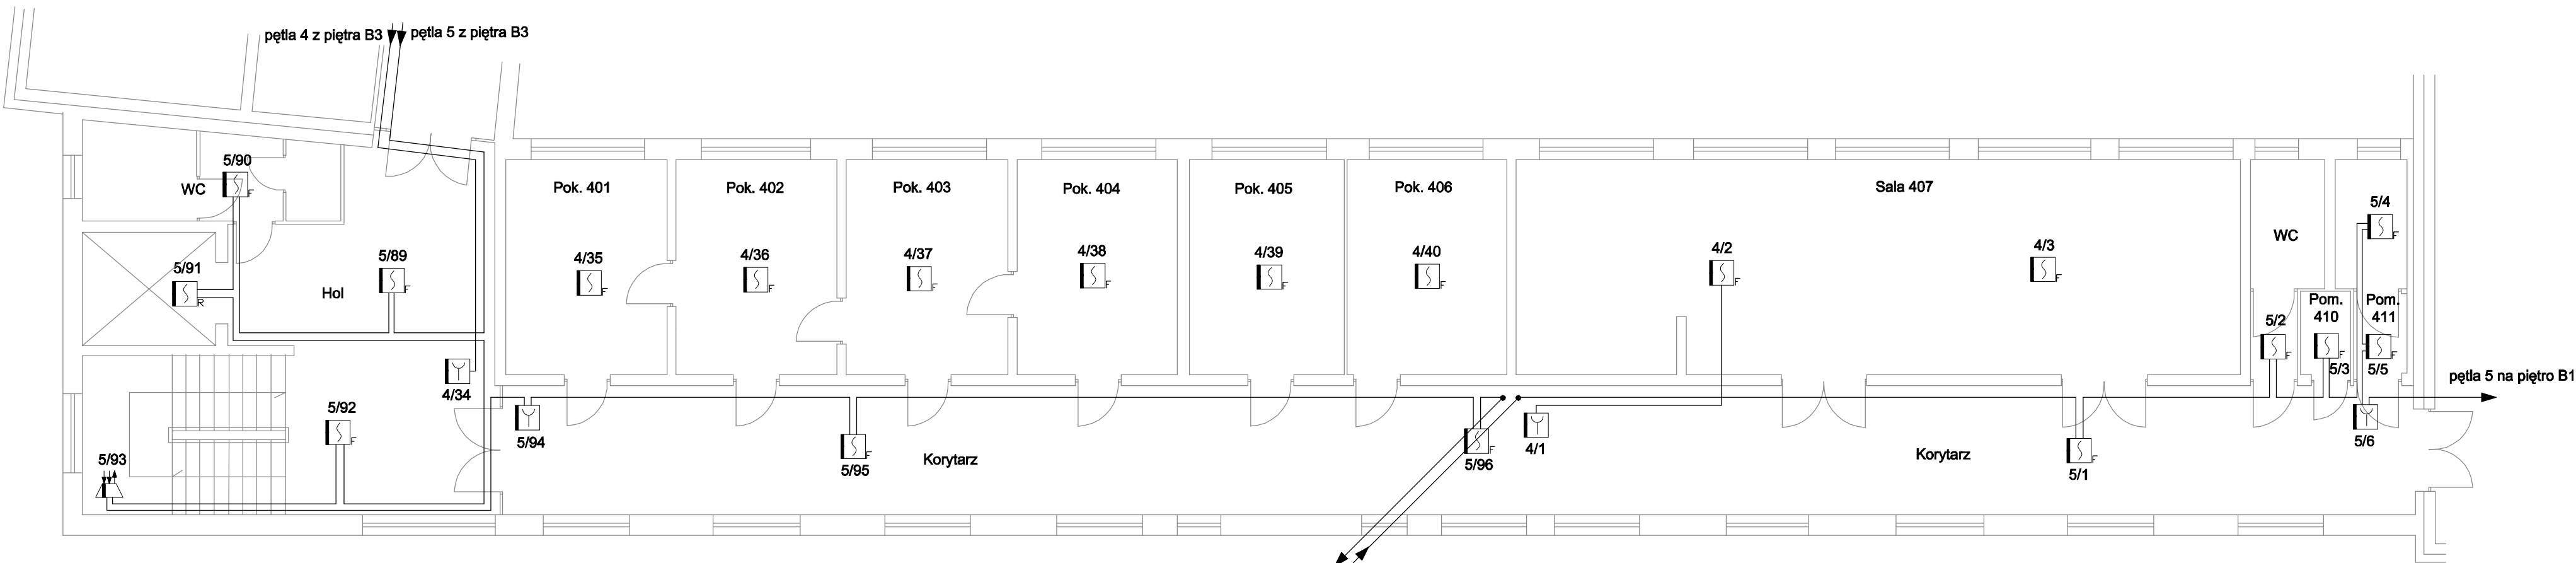 pętla 4 z piętra B3
pętla 5 z piętra B3
5/90
F
WC
Pok. 401
Pok. 402
Pok. 403
Pok. 404
Pok. 405
Pok. 406
Sala 407
5/4
F
WC
5/91
R
5/89
F
Hol
4/35
F
4/36
F
4/37
F
4/38
F
4/39
F
4/40
F
4/2
F
4/3
F
Pom.
410
Pom.
411
5/2
F
5/3
F
5/5
F
4/34
5/92
F
5/93
5/94
5/95
F
Korytarz
5/96
F
4/1
Korytarz
5/1
F
5/6
pętla 5 na piętro B1